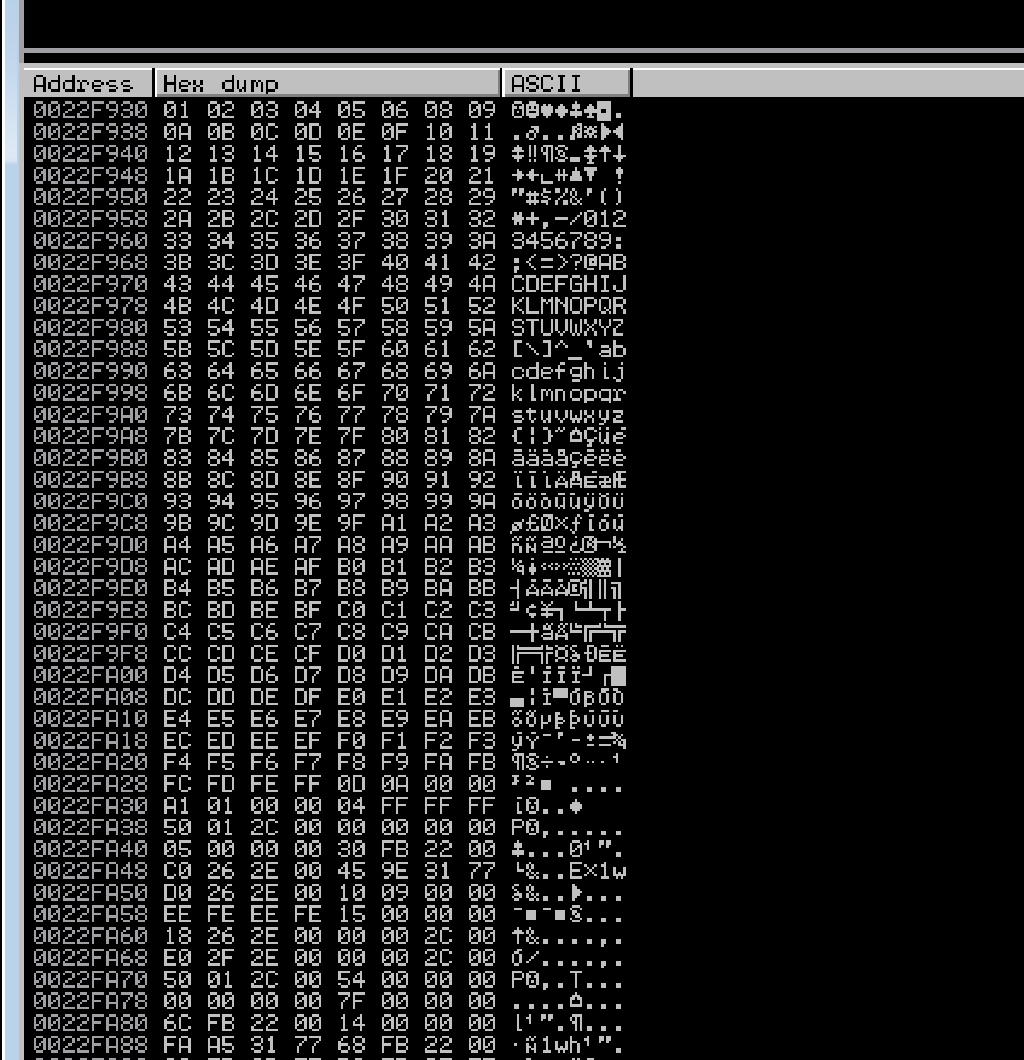 Address Hex dump ASCII
0022F930 01 02 03 04 05 06 08 09
0022F938 0A 0B 0C 0D 0E 0F 10 11
0022F940 12 13 14 15 16 17 18 19
0022F948 1A 1B 1C 1D 1E 1F 20 21
0022F950 22 23 24 25 26 27 28 29 "#$%&'()
0022F958 2A 2B 2C 2D 2F 30 31 32 *+,-/012
0022F960 33 34 35 36 37 38 39 3A 3456789:
0022F968 3B 3C 3D 3E 3F 40 41 42 ;<=>?@AB
0022F970 43 44 45 46 47 48 49 4A CDEFGHIJ
0022F978 4B 4C 4D 4E 4F 50 51 52 KLMNOPQR
0022F980 53 54 55 56 57 58 59 5A STUVWXYZ
0022F988 5B 5C 5D 5E 5F 60 61 62 [\]^_`ab
0022F990 63 64 65 66 67 68 69 6A cdefghij
0022F998 6B 6C 6D 6E 6F 70 71 72 klmnopqr
0022F9A0 73 74 75 76 77 78 79 7A stuvwxyz
0022F9A8 7B 7C 7D 7E 7F 80 81 82 {¦}~⌂Çüé
0022F9B0 83 84 85 86 87 88 89 8A âäàåçêëè
0022F9B8 8B 8C 8D 8E 8F 90 91 92 ïîìÄÅÉæÆ
0022F9C0 93 94 95 96 97 98 99 9A ôöòûùÿÖÜ
0022F9C8 9B 9C 9D 9E 9F A1 A2 A3 ø£Ø×ƒíóú
0022F9D0 A4 A5 A6 A7 A8 A9 AA AB ñÑªº¿®¬½
0022F9D8 AC AD AE AF B0 B1 B2 B3
0022F9E0 B4 B5 B6 B7 B8 B9 BA BB
0022F9E8 BC BD BE BF C0 C1 C2 C3
0022F9F0 C4 C5 C6 C7 C8 C9 CA CB
0022F9F8 CC CD CE CF D0 D1 D2 D3
0022FA00 D4 D5 D6 D7 D8 D9 DA DB
0022FA08 DC DD DE DF E0 E1 E2 E3
0022FA10 E4 E5 E6 E7 E8 E9 EA EB
0022FA18 EC ED EE EF F0 F1 F2 F3
0022FA20 F4 F5 F6 F7 F8 F9 FA FB
0022FA28 FC FD FE FF 0D 0A 00 00
0022FA30 A1 01 00 00 04 FF FF FF
0022FA38 50 01 2C 00 00 00 00 00
0022FA40 05 00 00 00 30 FB 22 00
0022FA48 C0 26 2E 00 45 9E 31 77 └&..E×1w
0022FA50 D0 26 2E 00 10 09 00 00
0022FA58 EE FE EE FE 15 00 00 00 ¯■¯■§...
0022FA60 18 26 2E 00 00 00 2C 00 ↑&....,.
0022FA68 E0 2F 2E 00 00 00 2C 00 Ó/....,.
0022FA70 50 01 2C 00 54 00 00 00
0022FA78 00 00 00 00 7F 00 00 00 ....⌂...
0022FA80 6C FB 22 00 14 00 00 00 l¹".¶...
0022FA88 FA A5 31 77 68 FB 22 00 ·Ñ1wh¹".